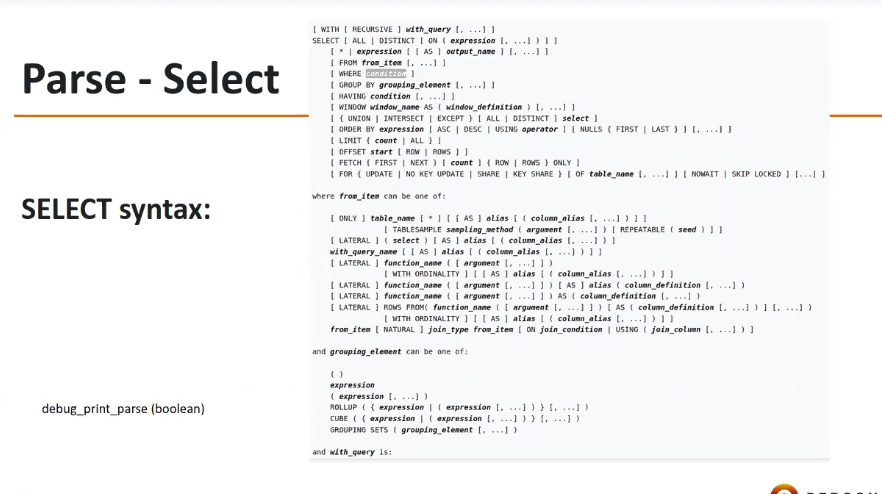 Parse - Select
SELECT syntax:
debug_print_parse (boolean)
[ WITH [ RECURSIVE ] with_query [, ...] ]
SELECT [ ALL | DISTINCT [ ON ( expression [, ...] ) ] ]
[ * | expression [ [ AS ] output_name ] [, ...] ]
[ FROM from_item [, ...] ]
[ WHERE condition ]
[ GROUP BY grouping_element [, ...] ]
[ HAVING condition [, ...] ]
[ WINDOW window_name AS ( window_definition ) [, ...] ]
[ { UNION | INTERSECT | EXCEPT } [ ALL | DISTINCT ] select ]
[ ORDER BY expression [ ASC | DESC | USING operator ] [ NULLS { FIRST | LAST } ] [, ...] ]
[ LIMIT { count | ALL } ]
[ OFFSET start [ ROW | ROWS ] ]
[ FETCH { FIRST | NEXT } [ count ] { ROW | ROWS } ONLY ]
[ FOR { UPDATE | NO KEY UPDATE | SHARE | KEY SHARE } [ OF table_name [, ...] ] [ NOWAIT | SKIP LOCKED ] [...] ]
where from_item can be one of:
[ ONLY ] table_name [ * ] [ [ AS ] alias [ ( column_alias [, ...] ) ] ]
[ TABLESAMPLE sampling_method ( argument [, ...] ) [ REPEATABLE ( seed ) ] ]
[ LATERAL ] ( select ) [ AS ] alias [ ( column_alias [, ...] ) ]
with_query_name [ [ AS ] alias [ ( column_alias [, ...] ) ] ]
[ LATERAL ] function_name ( [ argument [, ...] ] )
[ WITH ORDINALITY ] [ [ AS ] alias [ ( column_alias [, ...] ) ] ]
[ LATERAL ] function_name ( [ argument [, ...] ] ) [ AS ] alias ( column_definition [, ...] )
[ LATERAL ] function_name ( [ argument [, ...] ] ) AS ( column_definition [, ...] )
[ LATERAL ] ROWS FROM( function_name ( [ argument [, ...] ] ) [ AS ( column_definition [, ...] ) ] [, ...] )
[ WITH ORDINALITY ] [ [ AS ] alias [ ( column_alias [, ...] ) ] ]
from_item [ NATURAL ] join_type from_item [ ON join_condition | USING ( join_column [, ...] ) ]
and grouping_element can be one of:
( )
expression
( expression [, ...] )
ROLLUP ( { expression | ( expression [, ...] ) } [, ...] )
CUBE ( { expression | ( expression [, ...] ) } [, ...] )
GROUPING SETS ( grouping_element [, ...] )
and with_query is: